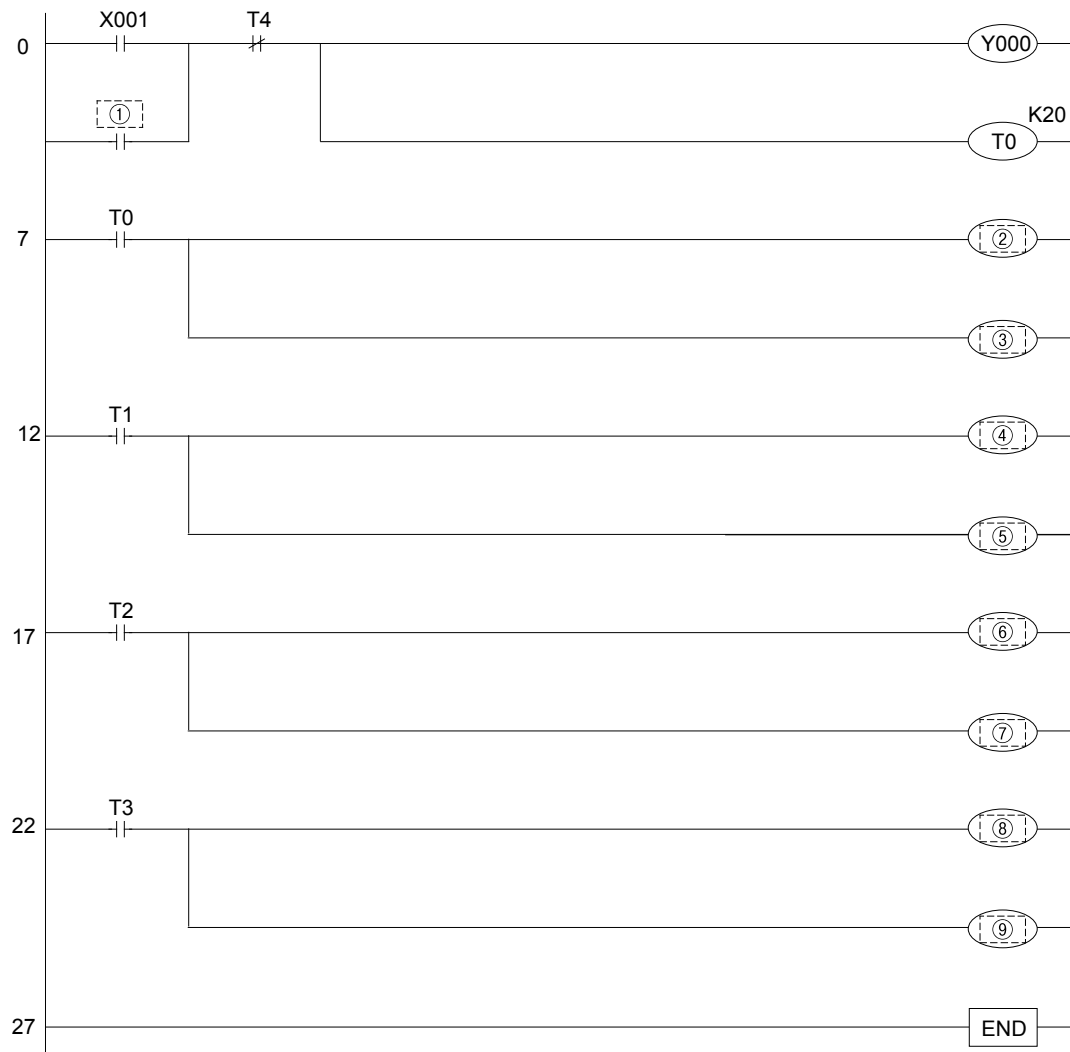 X001 T4
0 Y000
①
K20
T0
T0
7 ②
③
T1
12 ④
⑤
T2
17 ⑥
⑦
T3
22 ⑧
⑨
27 END